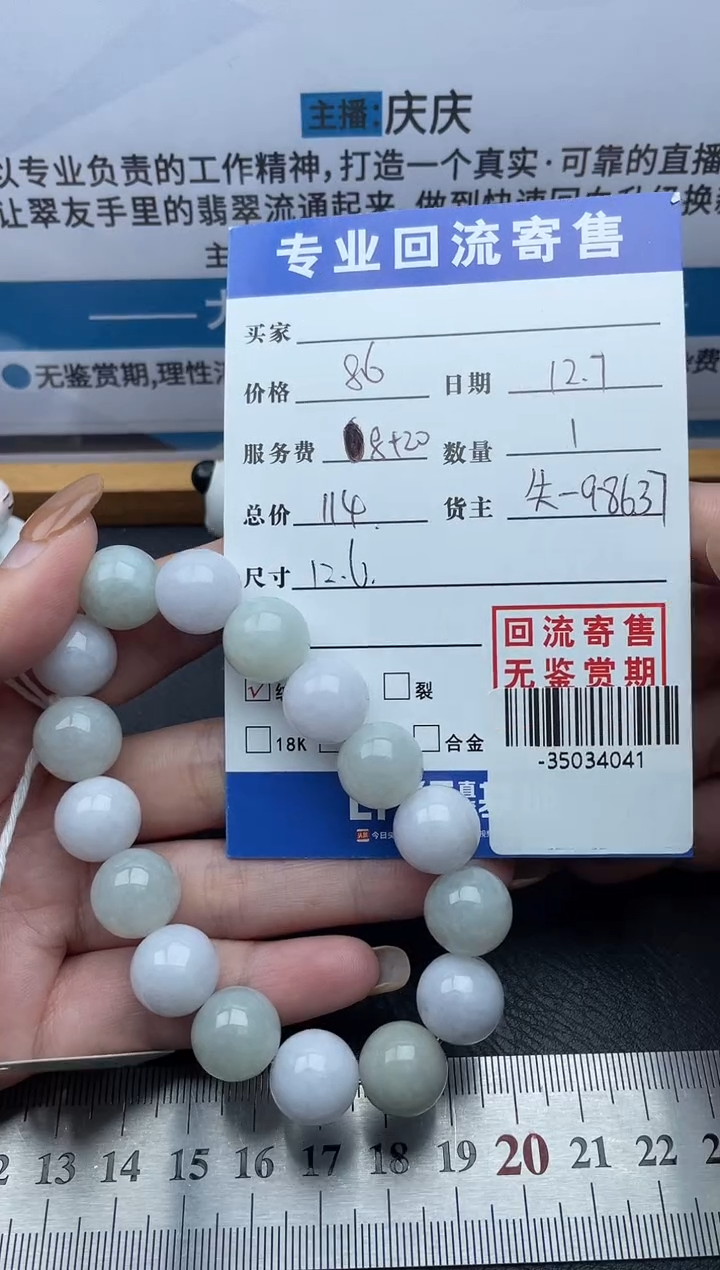 主播:庆庆
以专业负责的工作精神,打造一个真实·可靠的直播
让翠友手里的翡翠流通起来
主
无鉴赏期,理性
费
专业回流寄售
买家
价格 86 日期 12.7
服务费 8+20 数量 1
总价 114 货主 失-98637
尺寸 12.6
回流寄售
无鉴赏期
✓ 裂
18K 合金
-35034041
12 13 14 15 16 17 18 19 20 21 22